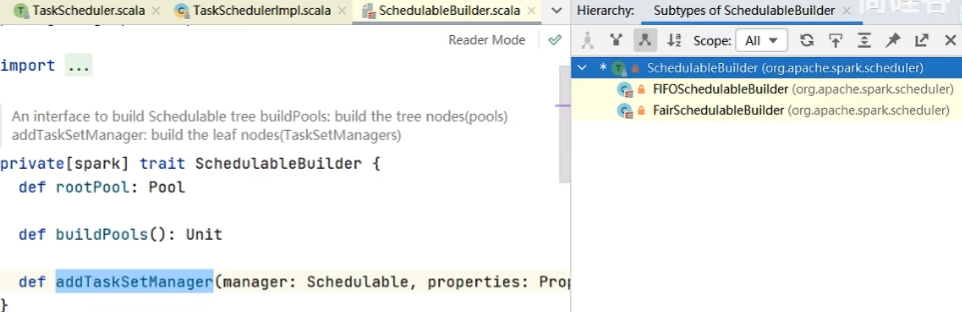 TaskScheduler.scala
TaskSchedulerImpl.scala
SchedulableBuilder.scala
Reader Mode
import ...
An interface to build Schedulable tree buildPools: build the tree nodes(pools)
addTaskSetManager: build the leaf nodes(TaskSetManagers)
private[spark] trait SchedulableBuilder {
def rootPool: Pool
def buildPools(): Unit
def addTaskSetManager(manager: Schedulable, properties: Prop
}
Hierarchy: Subtypes of SchedulableBuilder
Scope: All
SchedulableBuilder (org.apache.spark.scheduler)
FIFOSchedulableBuilder (org.apache.spark.scheduler)
FairSchedulableBuilder (org.apache.spark.scheduler)